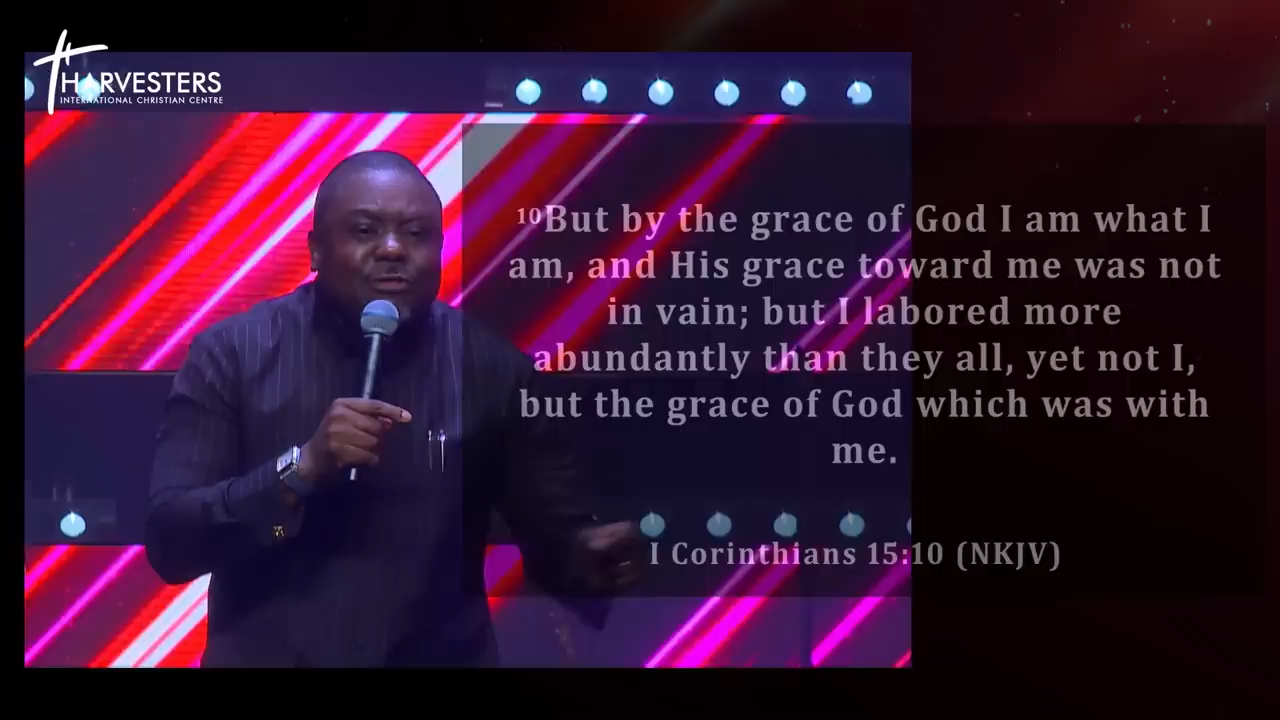 HARVESTERS
INTERNATIONAL CHRISTIAN CENTRE
¹⁰But by the grace of God I am what I
am, and His grace toward me was not
in vain; but I labored more
abundantly than they all, yet not I,
but the grace of God which was with
me.
I Corinthians 15:10 (NKJV)